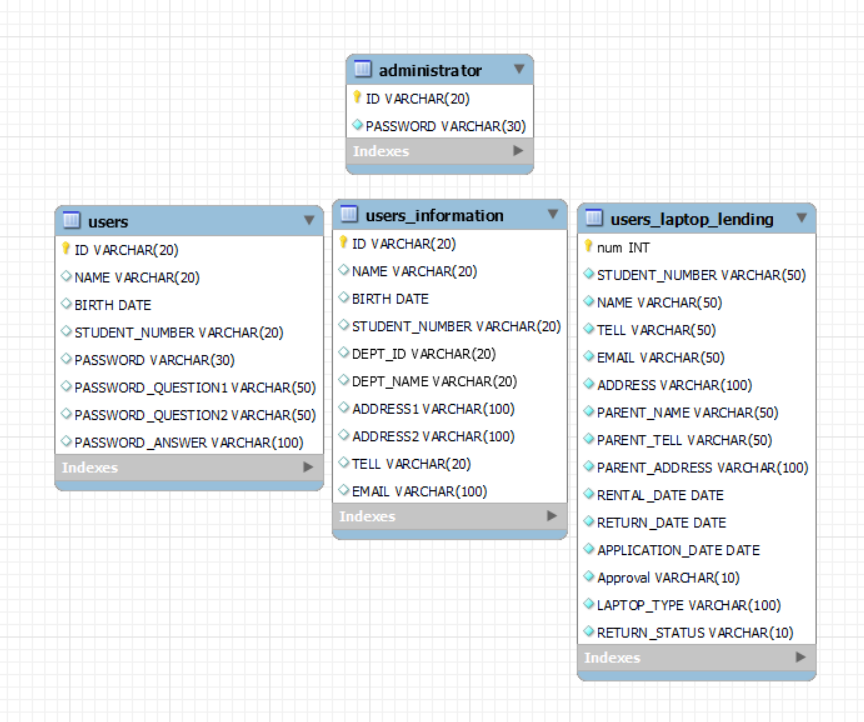 administrator
ID VARCHAR(20)
PASSWORD VARCHAR(30)
Indexes
users
ID VARCHAR(20)
NAME VARCHAR(20)
BIRTH DATE
STUDENT_NUMBER VARCHAR(20)
PASSWORD VARCHAR(30)
PASSWORD_QUESTION1 VARCHAR(50)
PASSWORD_QUESTION2 VARCHAR(50)
PASSWORD_ANSWER VARCHAR(100)
Indexes
users_information
ID VARCHAR(20)
NAME VARCHAR(20)
BIRTH DATE
STUDENT_NUMBER VARCHAR(20)
DEPT_ID VARCHAR(20)
DEPT_NAME VARCHAR(20)
ADDRESS1 VARCHAR(100)
ADDRESS2 VARCHAR(100)
TELL VARCHAR(20)
EMAIL VARCHAR(100)
Indexes
users_laptop_lending
num INT
STUDENT_NUMBER VARCHAR(50)
NAME VARCHAR(50)
TELL VARCHAR(50)
EMAIL VARCHAR(50)
ADDRESS VARCHAR(100)
PARENT_NAME VARCHAR(50)
PARENT_TELL VARCHAR(50)
PARENT_ADDRESS VARCHAR(100)
RENTAL_DATE DATE
RETURN_DATE DATE
APPLICATION_DATE DATE
Approval VARCHAR(10)
LAPTOP_TYPE VARCHAR(100)
RETURN_STATUS VARCHAR(10)
Indexes